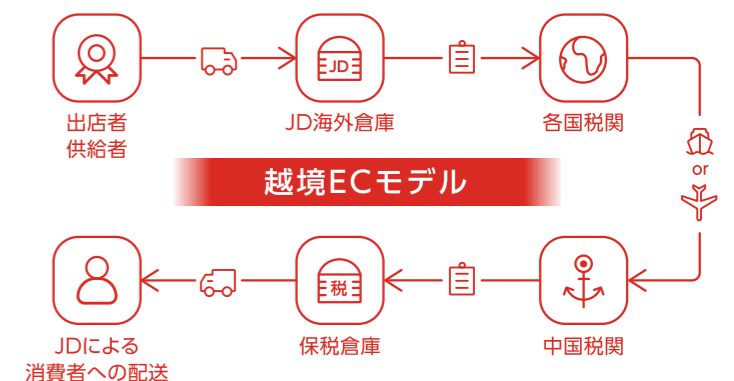 JD
出店者
供給者
JD海外倉庫
各国税関
or
越境ECモデル
税
JDによる
消費者への配送
保税倉庫
中国税関